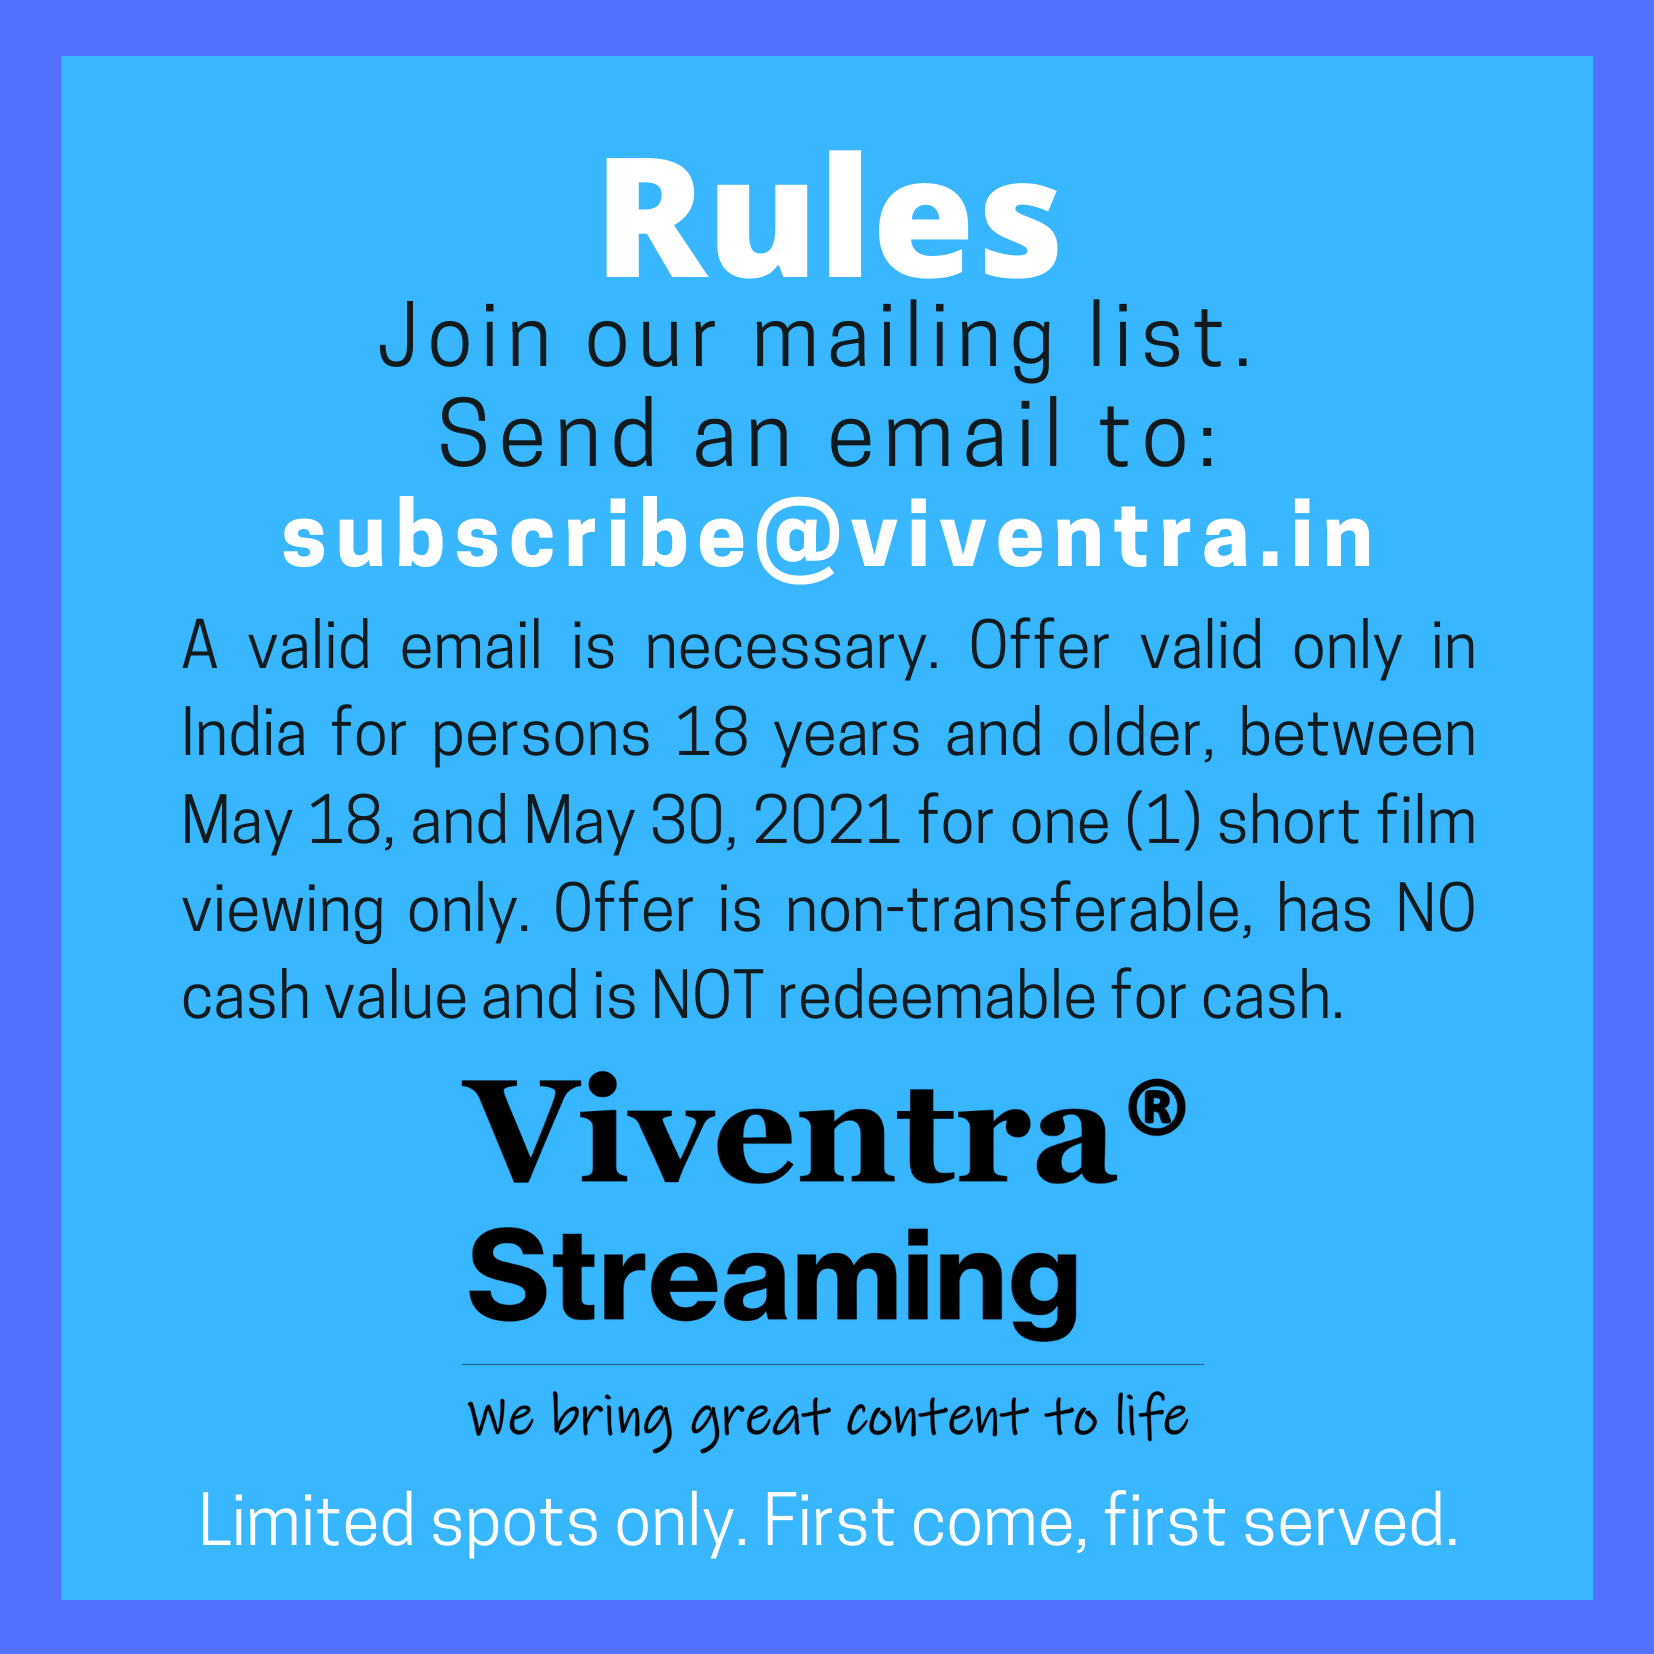 Rules
Join our mailing list.
Send an email to:
subscribe@viventra.in
A valid email is necessary. Offer valid only in
India for persons 18 years and older, between
May 18, and May 30, 2021 for one (1) short film
viewing only. Offer is non-transferable, has NO
cash value and is NOT redeemable for cash.
Viventra®
Streaming
We bring great content to life
Limited spots only. First come, first served.